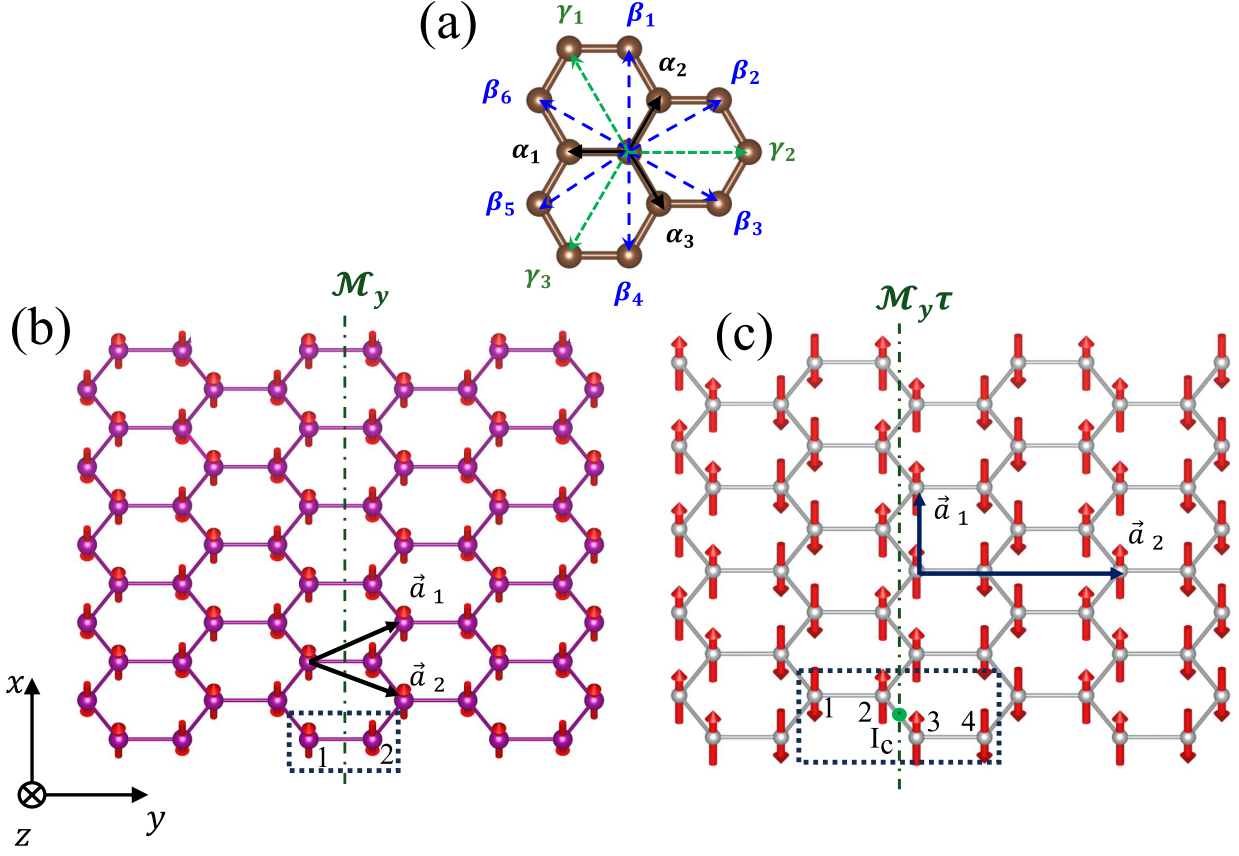 (a)
γ₁
β₁
α₂
β₂
β₆
α₁
γ₂
β₅
β₃
α₃
γ₃
β₄
(b)
ℳy
(c)
ℳyτ
a⃗ ₁
a⃗ ₂
a⃗ ₁
a⃗ ₂
x
y
z
1
2
1
2
3
4
I_c